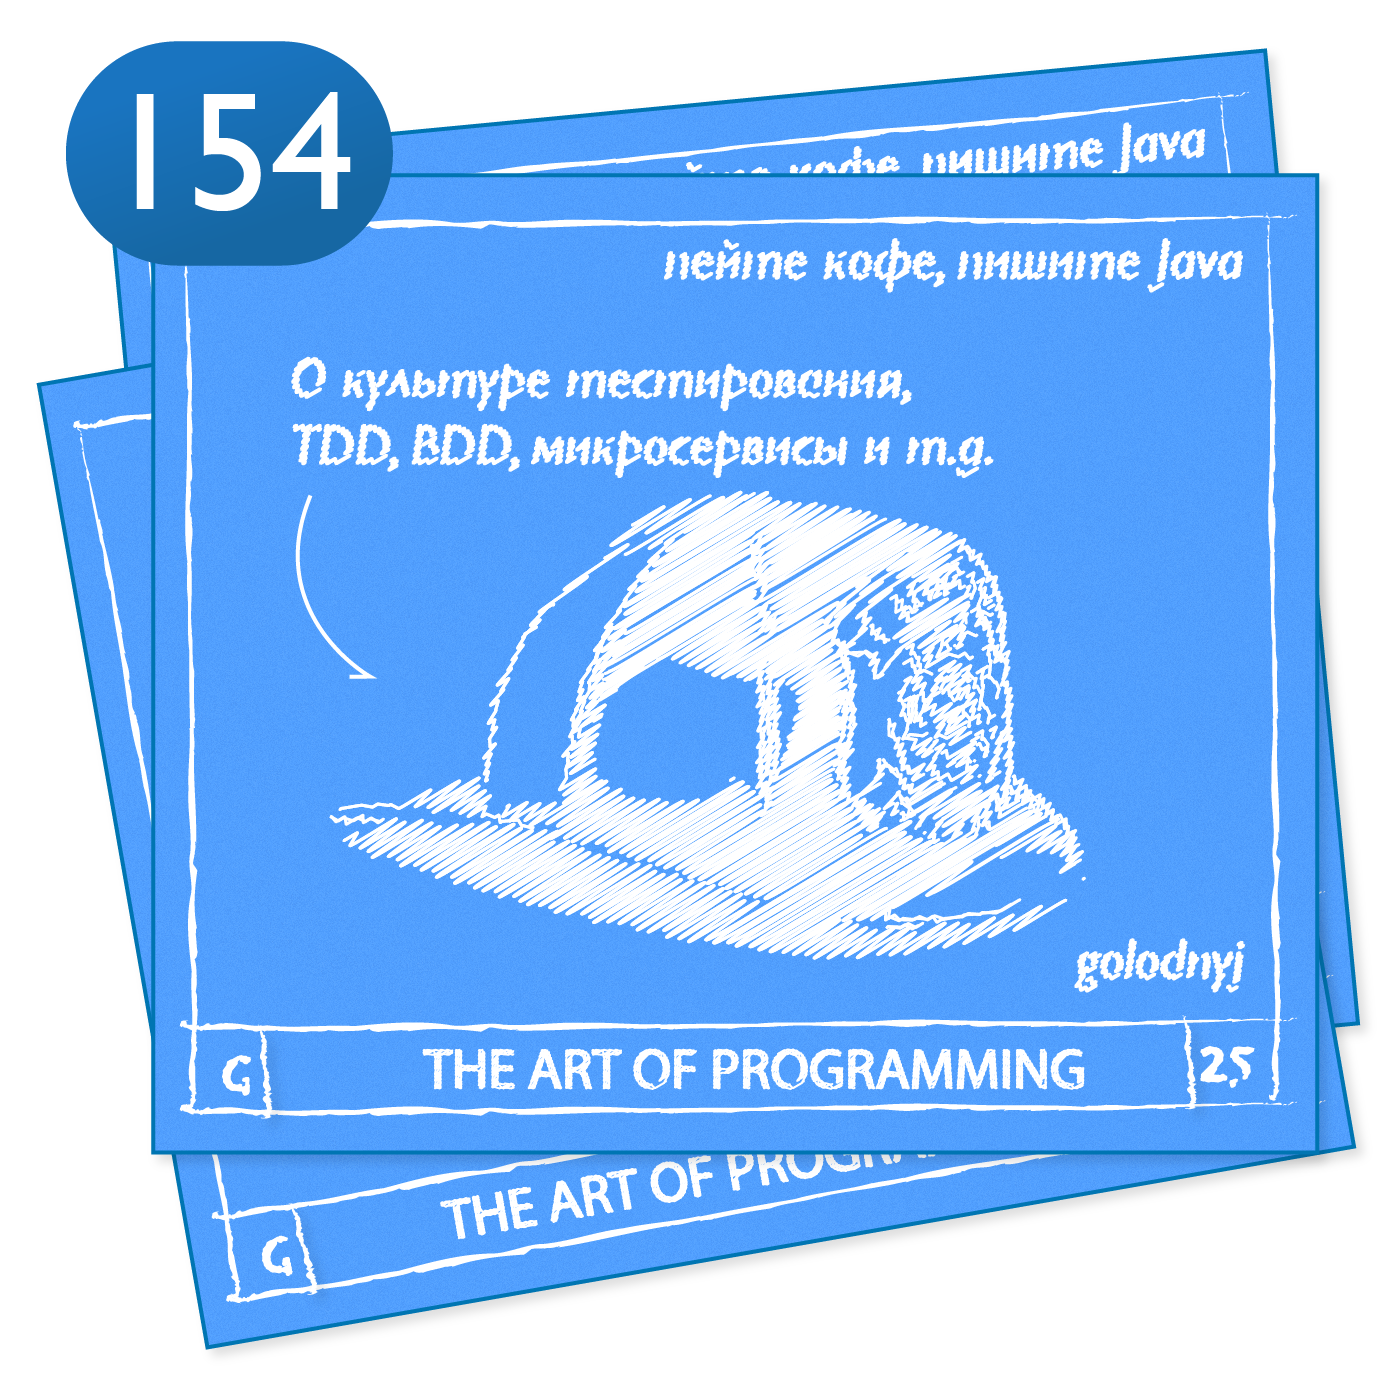 154
пейте кофе, пишите Java
пейте кофе, пишите Java
О культуре тестирования,
TDD, BDD, микросервисы и т.д.
golodnyj
G
THE ART OF PROGRAMMING
25
THE ART OF PROGRA
G